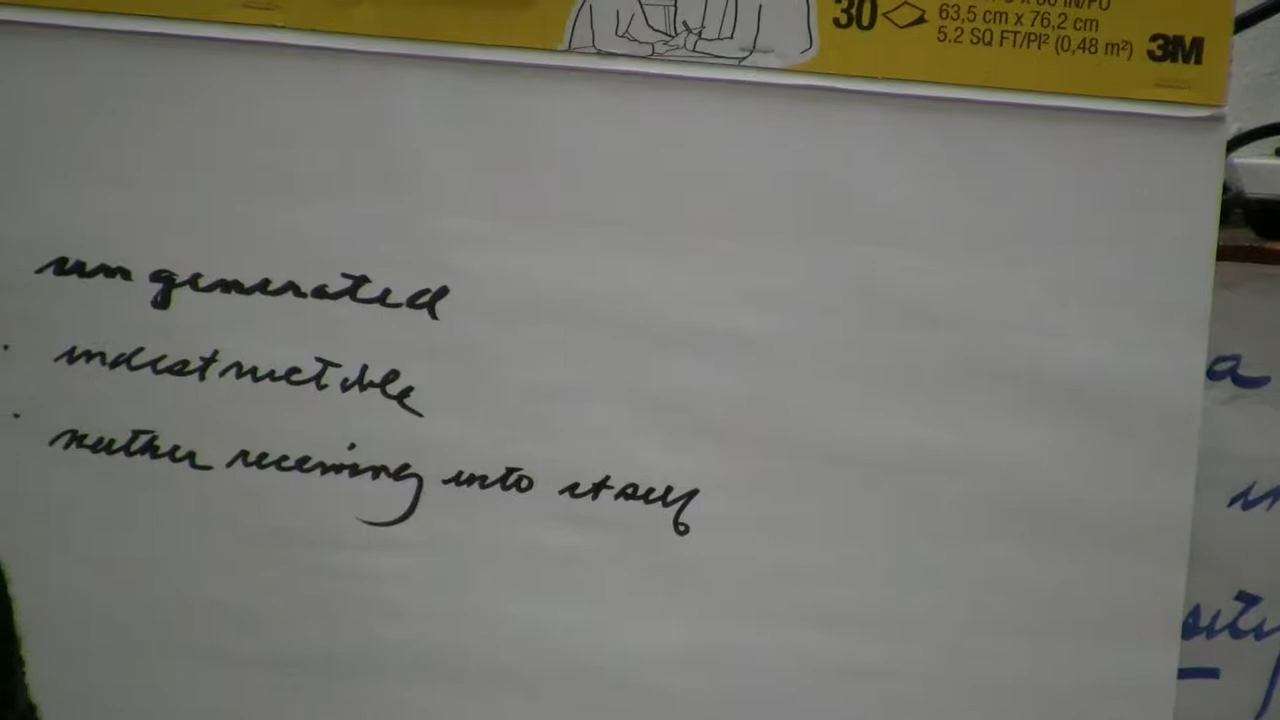 30 63,5 cm x 76,2 cm
5.2 SQ FT/PI² (0,48 m²) 3M
ungenerated
· indestructible
· neither receiving into itself
a